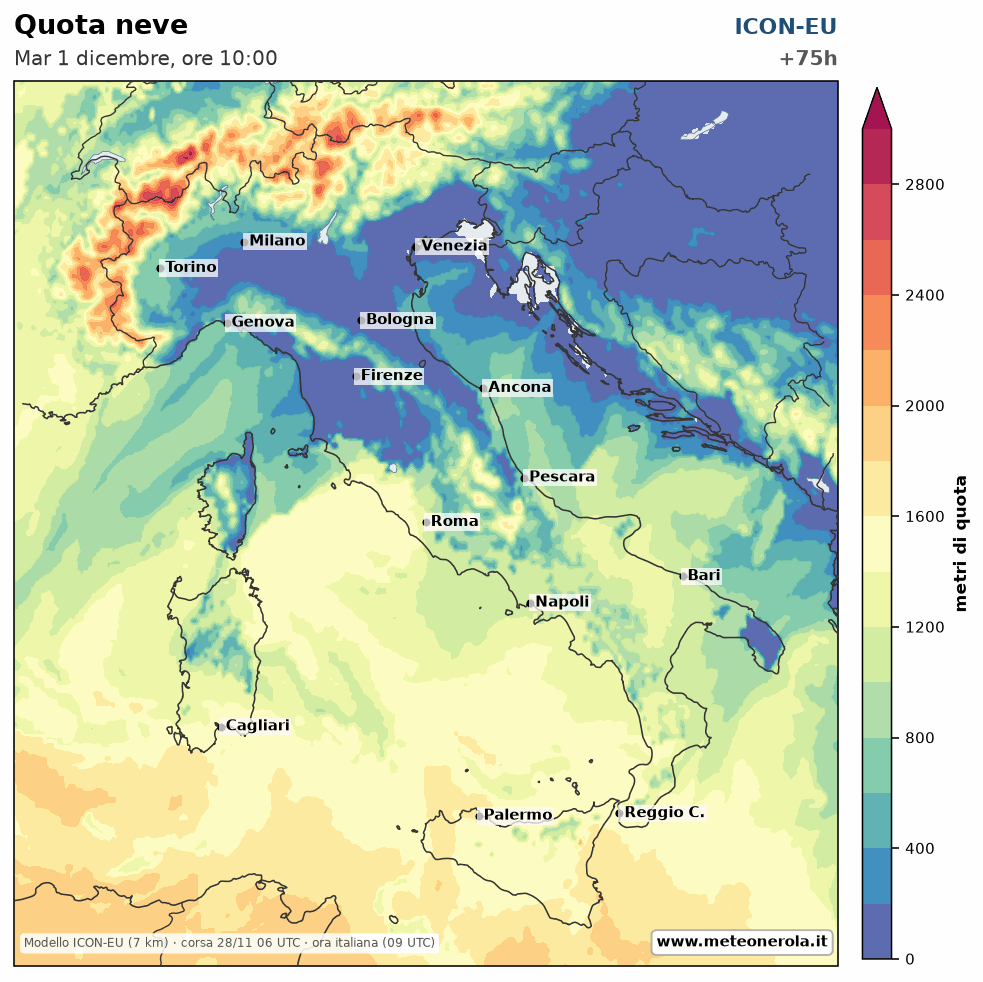 Quota neve
ICON-EU
Mar 1 dicembre, ore 10:00
+75h
Milano
Venezia
Torino
Genova
Bologna
Firenze
Ancona
Pescara
Roma
Bari
Napoli
Cagliari
Palermo
Reggio C.
2800
2400
2000
1600
1200
800
400
0
metri di quota
Modello ICON-EU (7 km) · corsa 28/11 06 UTC · ora italiana (09 UTC)
www.meteonerola.it